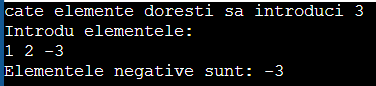 cate elemente doresti sa introduci 3
Introdu elementele:
1 2 -3
Elementele negative sunt: -3